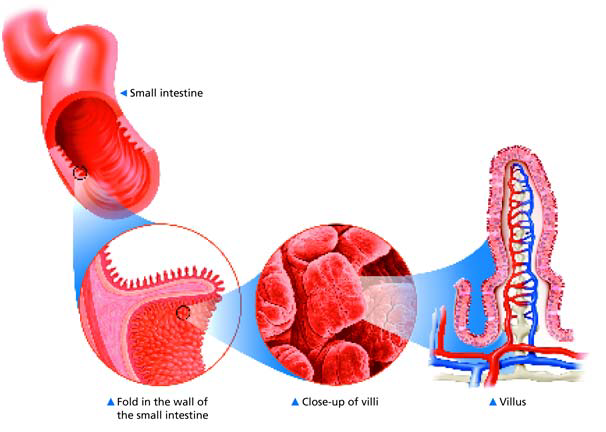 Small intestine
Fold in the wall of
the small intestine
Close-up of villi
Villus